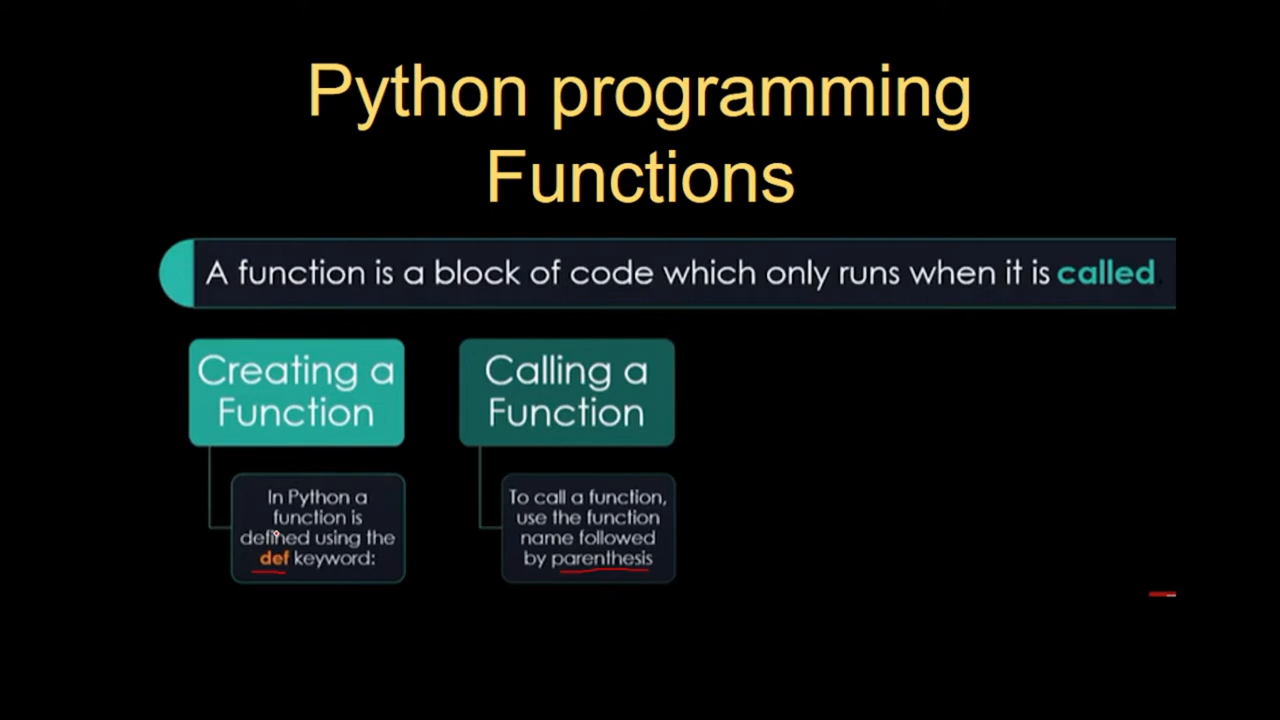 Python programming
Functions
A function is a block of code which only runs when it is called
Creating a
Function
Calling a
Function
In Python a
function is
defined using the
def keyword:
To call a function,
use the function
name followed
by parenthesis